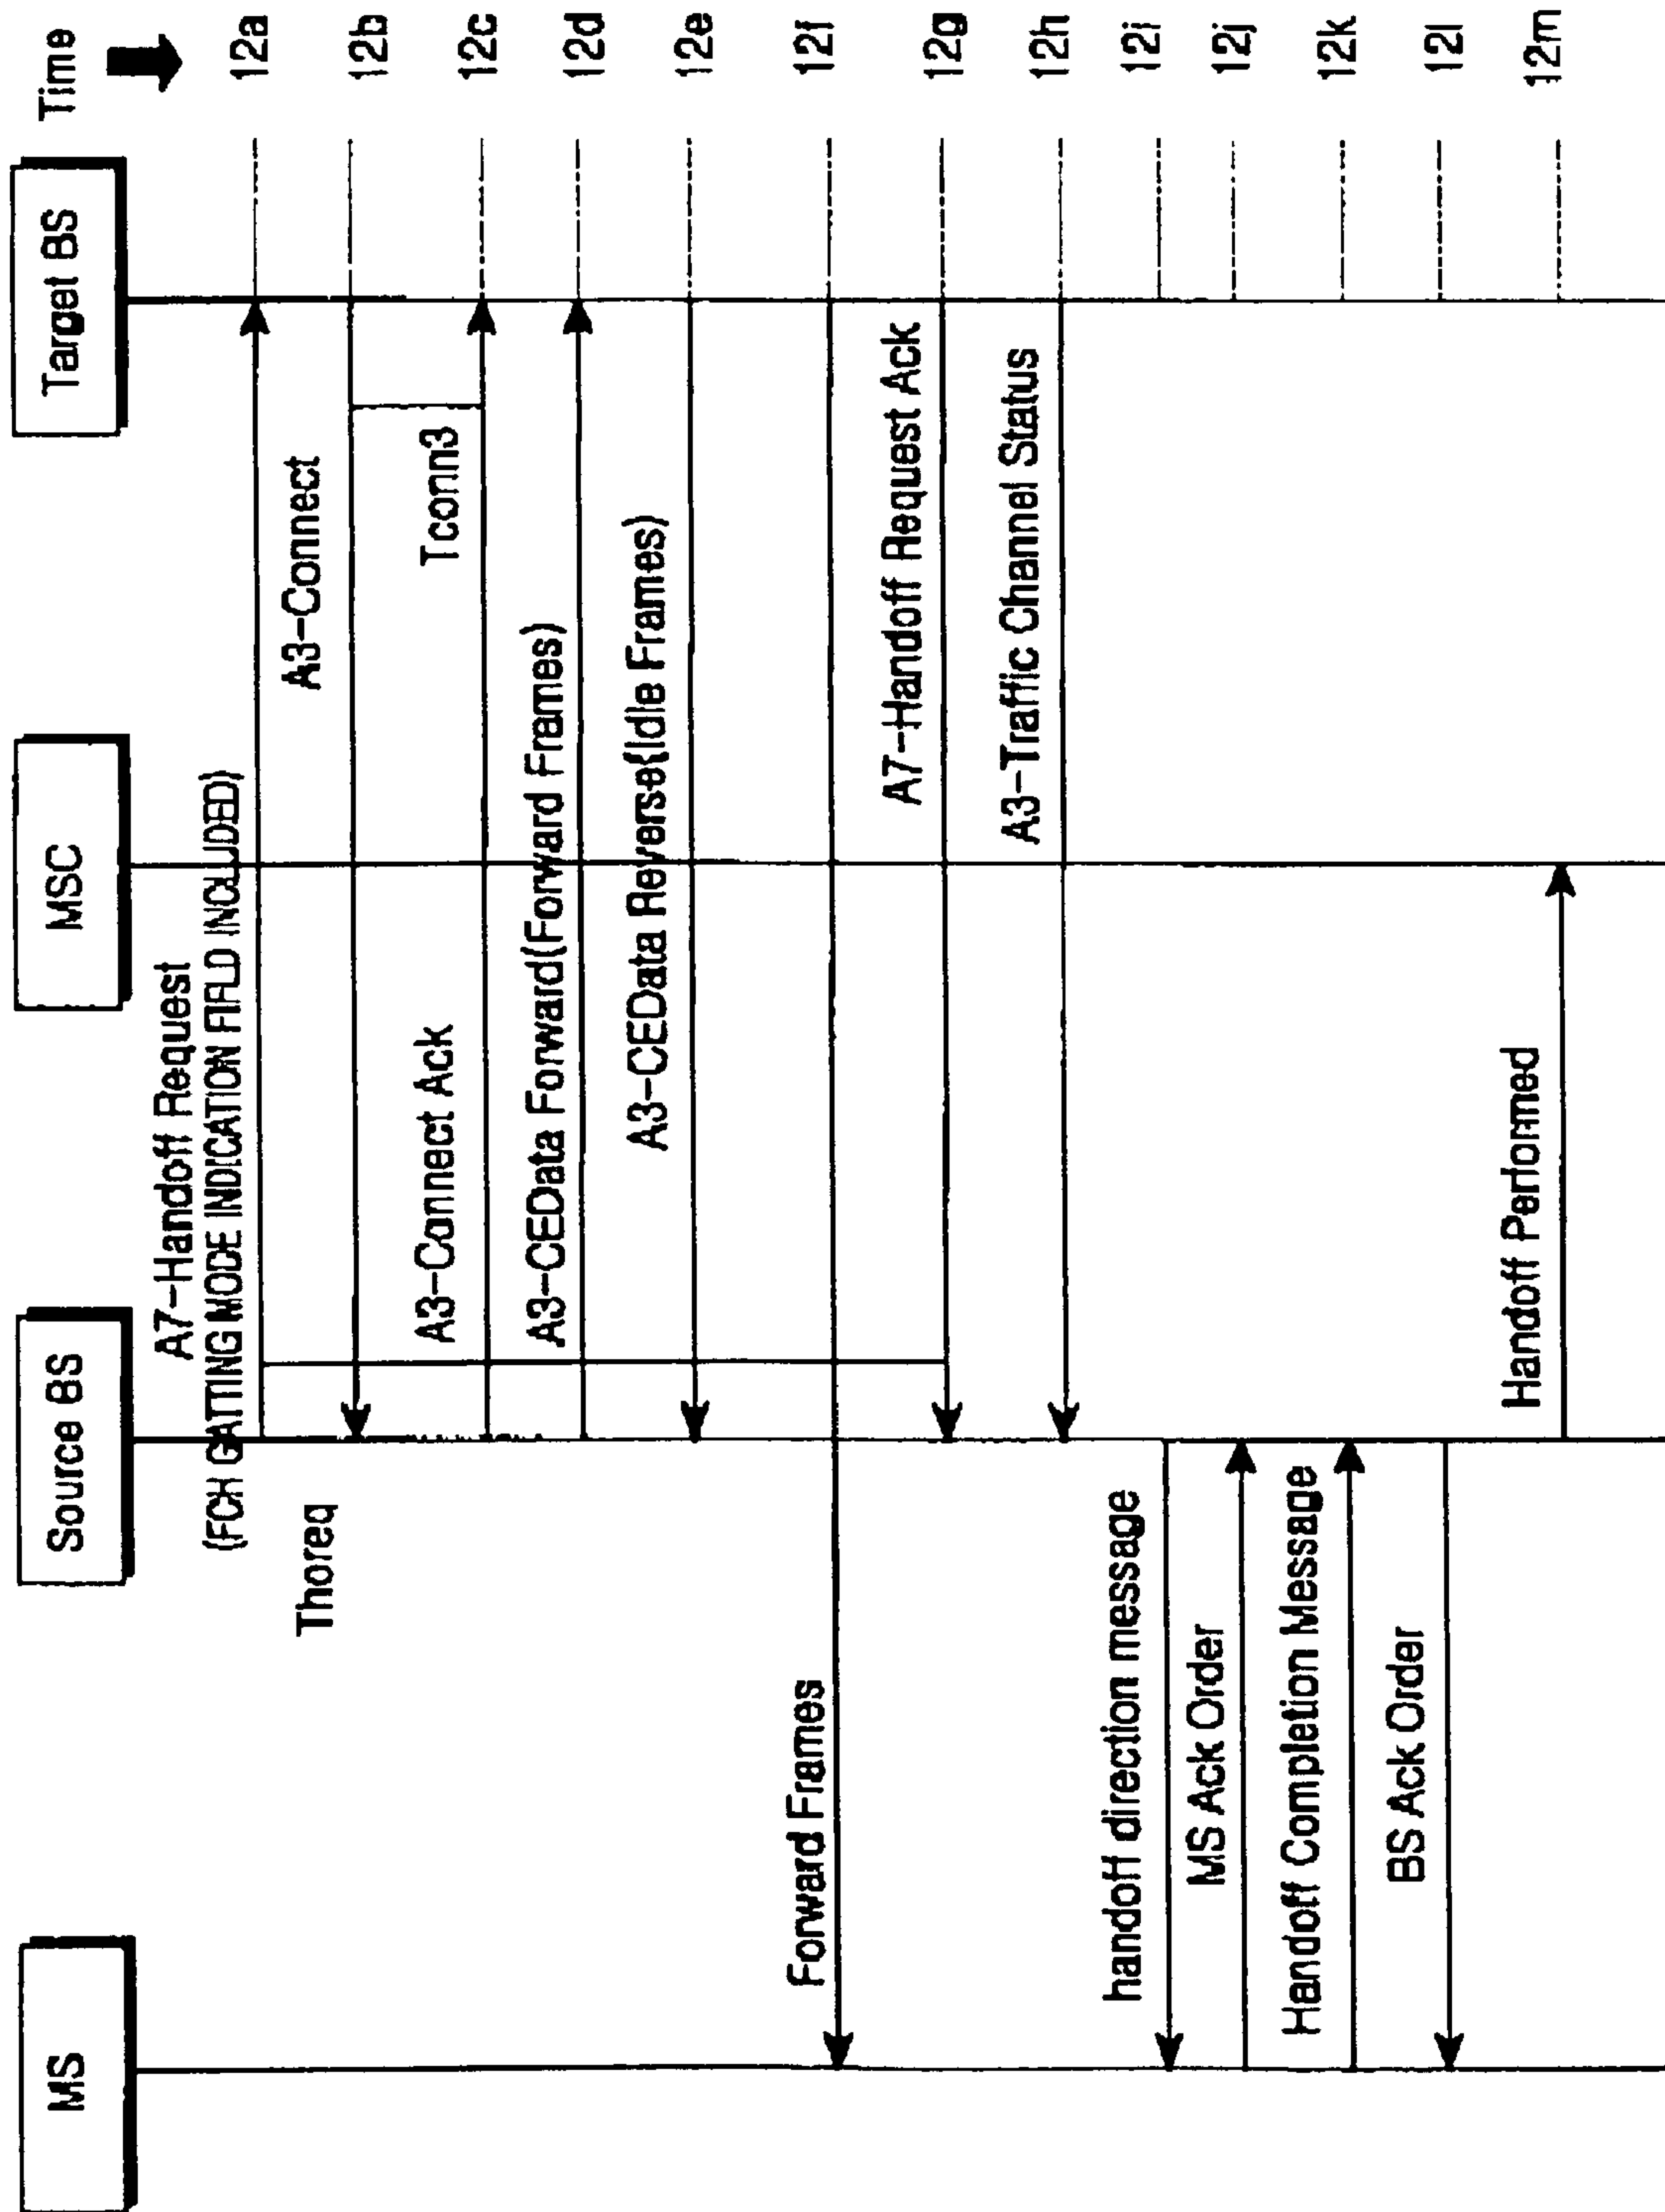 MS
Source BS
MSC
Target BS
Time
A7-Handoff Request
(FCH GATTING MODE INDICATION FIELD INCLUDED)
12a
Thoreq
A3-Connect
12b
A3-Connect Ack
Tconn3
12c
A3-CEData Forward(Forward Frames)
12d
A3-CEData Reverse(Idle Frames)
12e
Forward Frames
12f
A7-Handoff Request Ack
12g
A3-Traffic Channel Status
12h
handoff direction message
12i
MS Ack Order
12j
Handoff Completion Message
12k
BS Ack Order
12l
Handoff Performed
12m